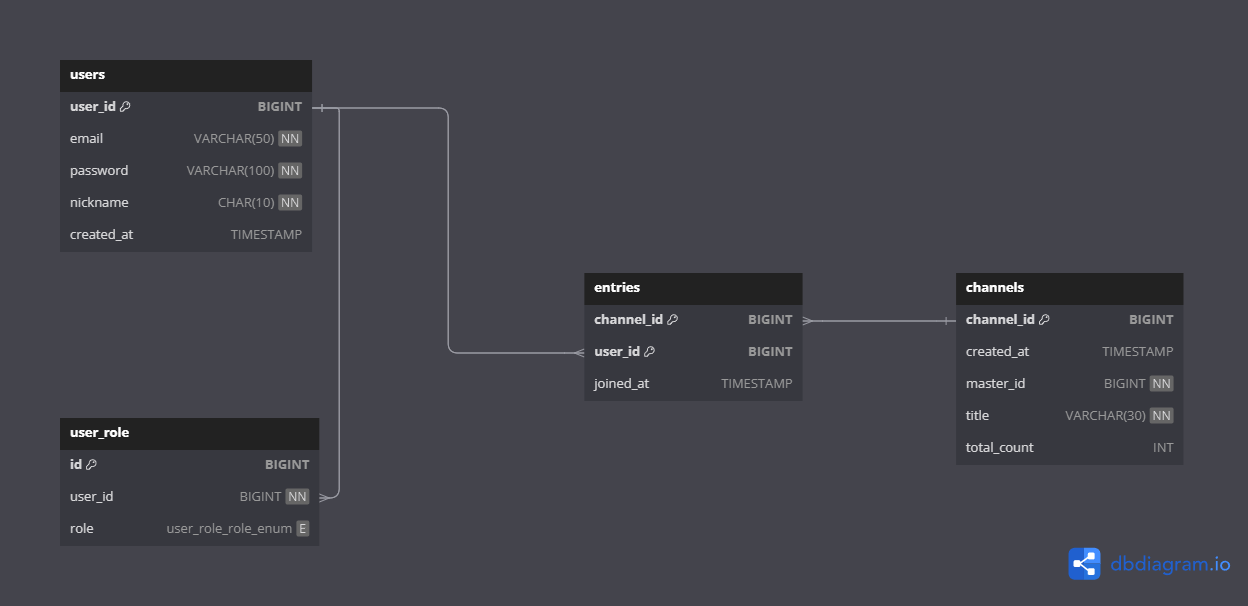 users
user_id BIGINT
email VARCHAR(50) NN
password VARCHAR(100) NN
nickname CHAR(10) NN
created_at TIMESTAMP
entries
channel_id BIGINT
user_id BIGINT
joined_at TIMESTAMP
channels
channel_id BIGINT
created_at TIMESTAMP
master_id BIGINT NN
title VARCHAR(30) NN
total_count INT
user_role
id BIGINT
user_id BIGINT NN
role user_role_role_enum E
dbdiagram.io